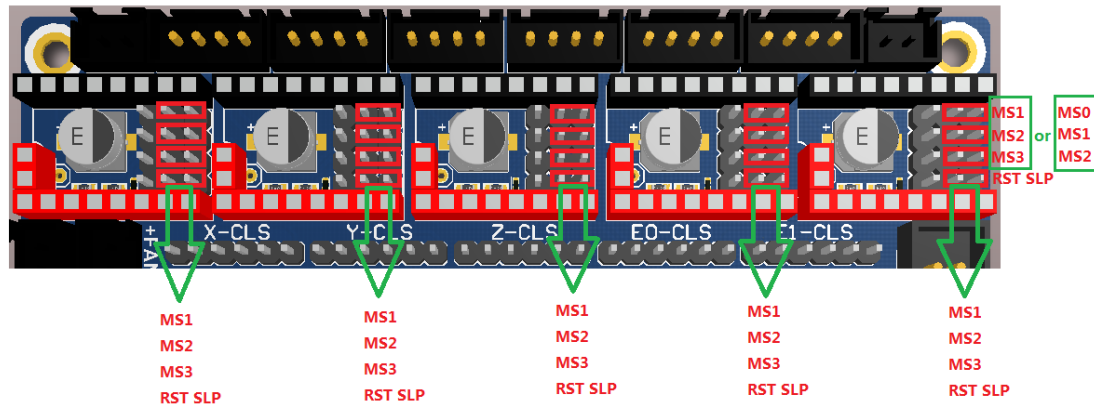 E E E E E
MS1 or MS0
MS2 MS1
MS3 MS2
RST SLP
+FAN X-CLS Y-CLS Z-CLS E0-CLS E1-CLS
MS1 MS1 MS1 MS1 MS1
MS2 MS2 MS2 MS2 MS2
MS3 MS3 MS3 MS3 MS3
RST SLP RST SLP RST SLP RST SLP RST SLP